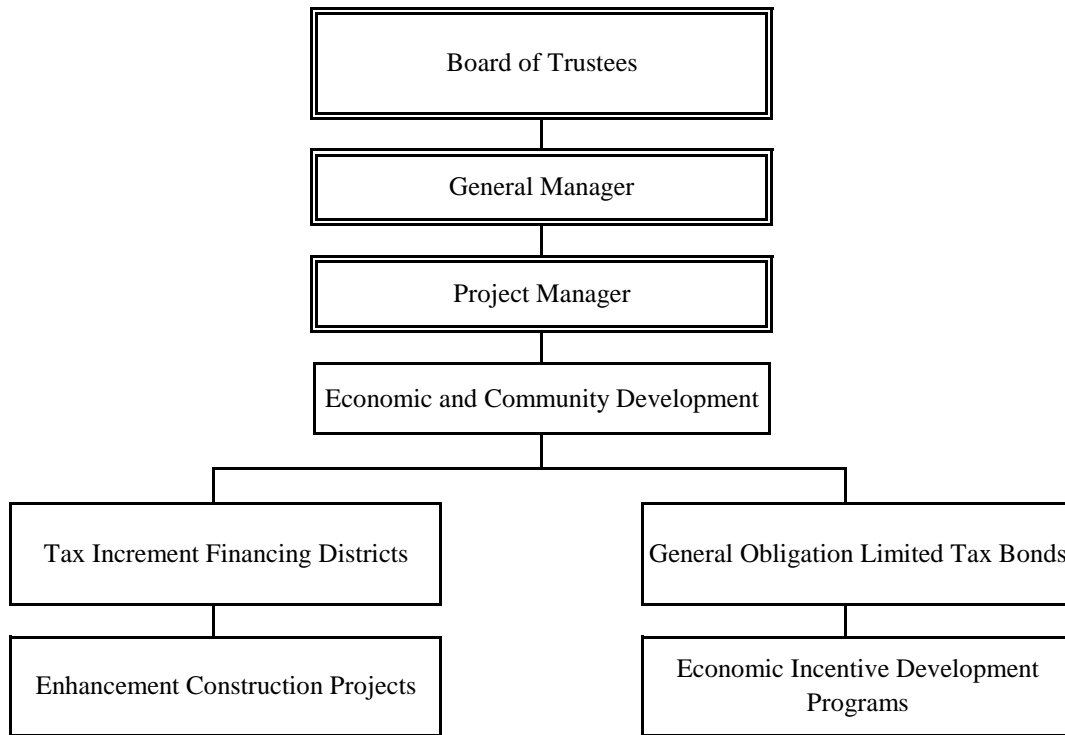 Board of Trustees
General Manager
Project Manager
Economic and Community Development
Tax Increment Financing Districts
General Obligation Limited Tax Bonds
Enhancement Construction Projects
Economic Incentive Development
Programs